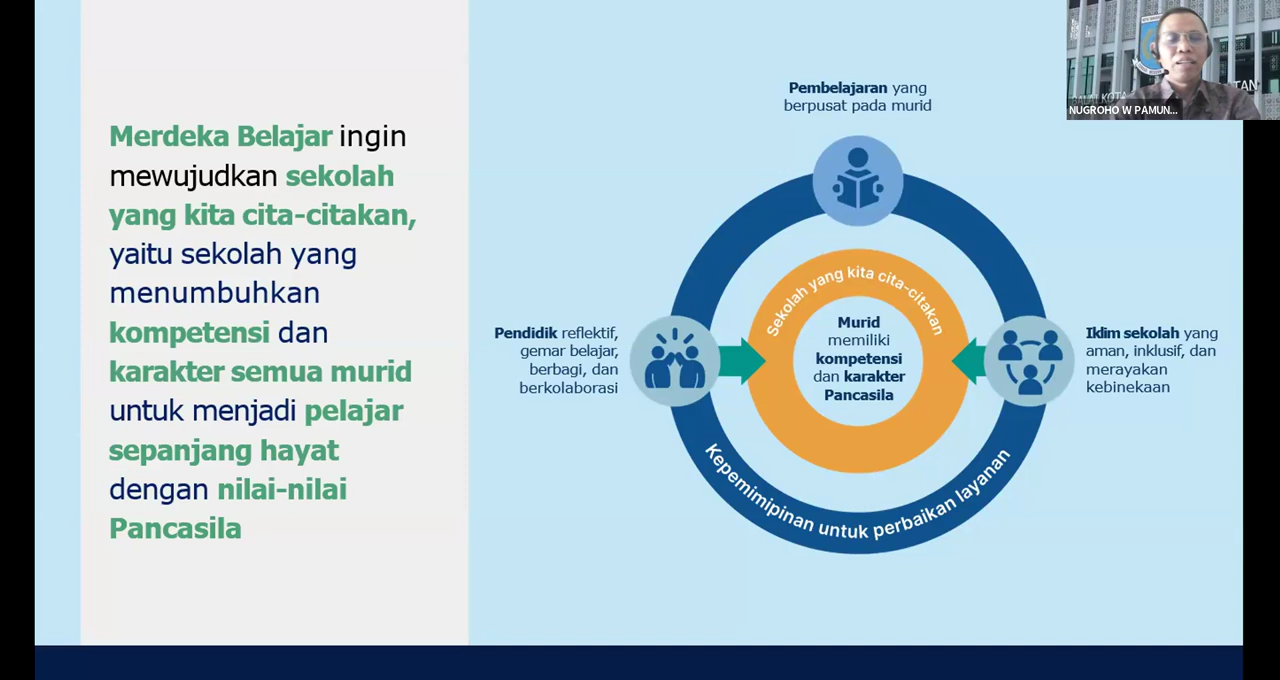 Merdeka Belajar ingin
mewujudkan sekolah
yang kita cita-citakan,
yaitu sekolah yang
menumbuhkan
kompetensi dan
karakter semua murid
untuk menjadi pelajar
sepanjang hayat
dengan nilai-nilai
Pancasila
Pembelajaran yang
berpusat pada murid
Sekolah yang kita cita-citakan
Murid
memiliki
kompetensi
dan karakter
Pancasila
Pendidik reflektif,
gemar belajar,
berbagi, dan
berkolaborasi
Iklim sekolah yang
aman, inklusif, dan
merayakan
kebinekaan
Kepemimipinan untuk perbaikan layanan
BALAI KOTA
TAN
NUGROHO W PAMUN...